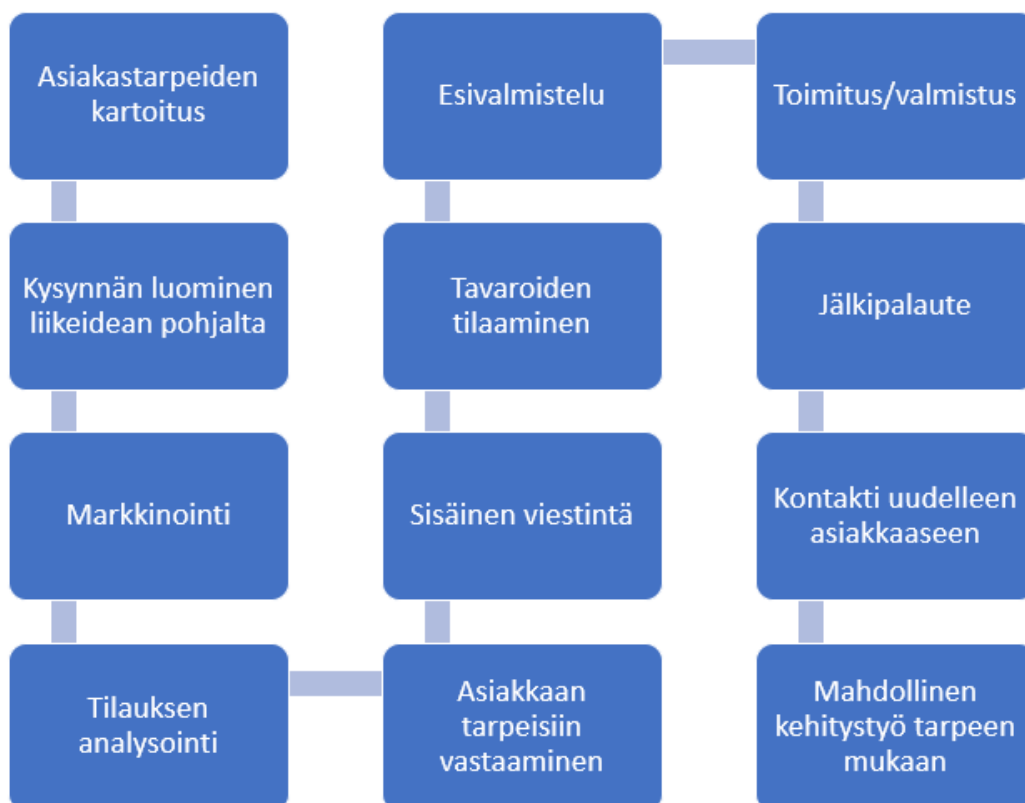 Asiakastarpeiden
kartoitus
Kysynnän luominen
liikeidean pohjalta
Markkinointi
Tilauksen
analysointi
Asiakkaan
tarpeisiin
vastaaminen
Sisäinen viestintä
Tavaroiden
tilaaminen
Esivalmistelu
Toimitus/valmistus
Jälkipalaute
Kontakti uudelleen
asiakkaaseen
Mahdollinen
kehitystyö tarpeen
mukaan